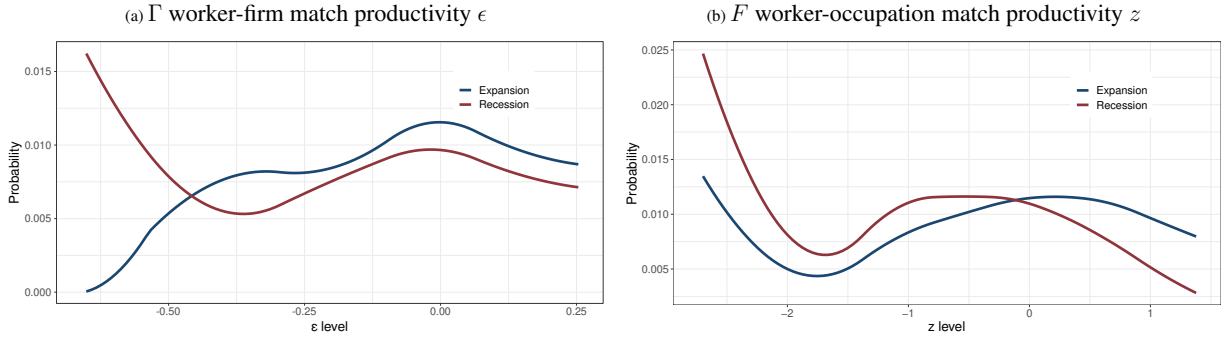 (a) Γ worker-firm match productivity ϵ
0.015
0.010
0.005
0.000
Probability
Expansion
Recession
-0.50
-0.25
0.00
0.25
ε level
(b) F worker-occupation match productivity z
0.025
0.020
0.015
0.010
0.005
Probability
Expansion
Recession
−2
−1
0
1
z level